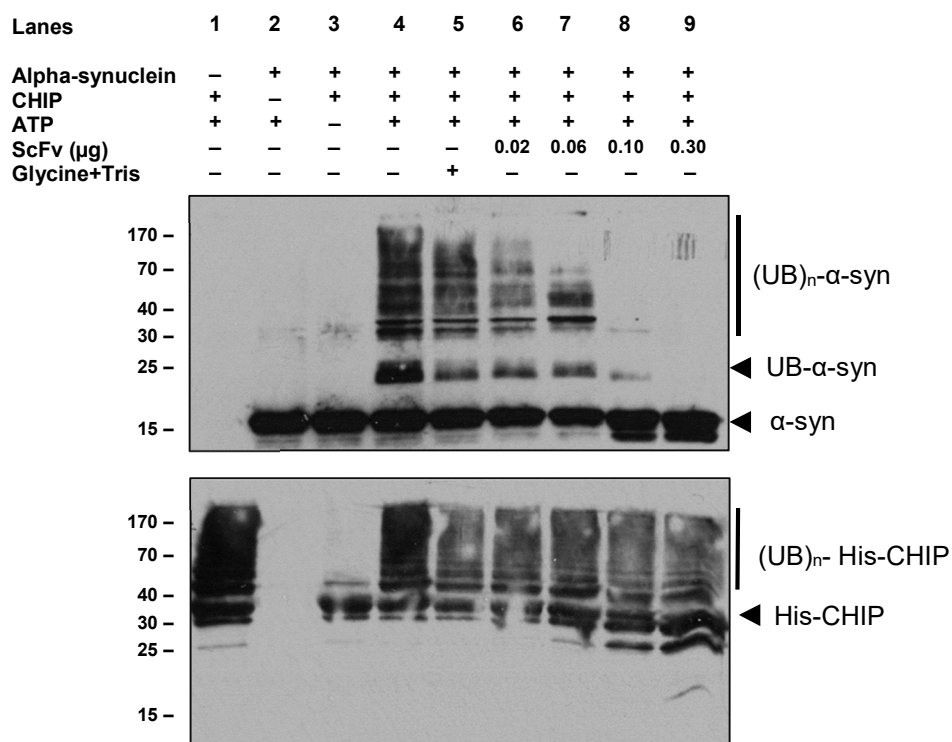 Lanes 1 2 3 4 5 6 7 8 9
Alpha-synuclein – + + + + + + + +
CHIP + – + + + + + + +
ATP + + – + + + + + +
ScFv (µg) – – – – – 0.02 0.06 0.10 0.30
Glycine+Tris – – – – + – – – –
170 –
70 –
40 –
30 –
25 –
15 –
(UB)n-α-syn
UB-α-syn
α-syn
170 –
70 –
40 –
30 –
25 –
15 –
(UB)n- His-CHIP
His-CHIP